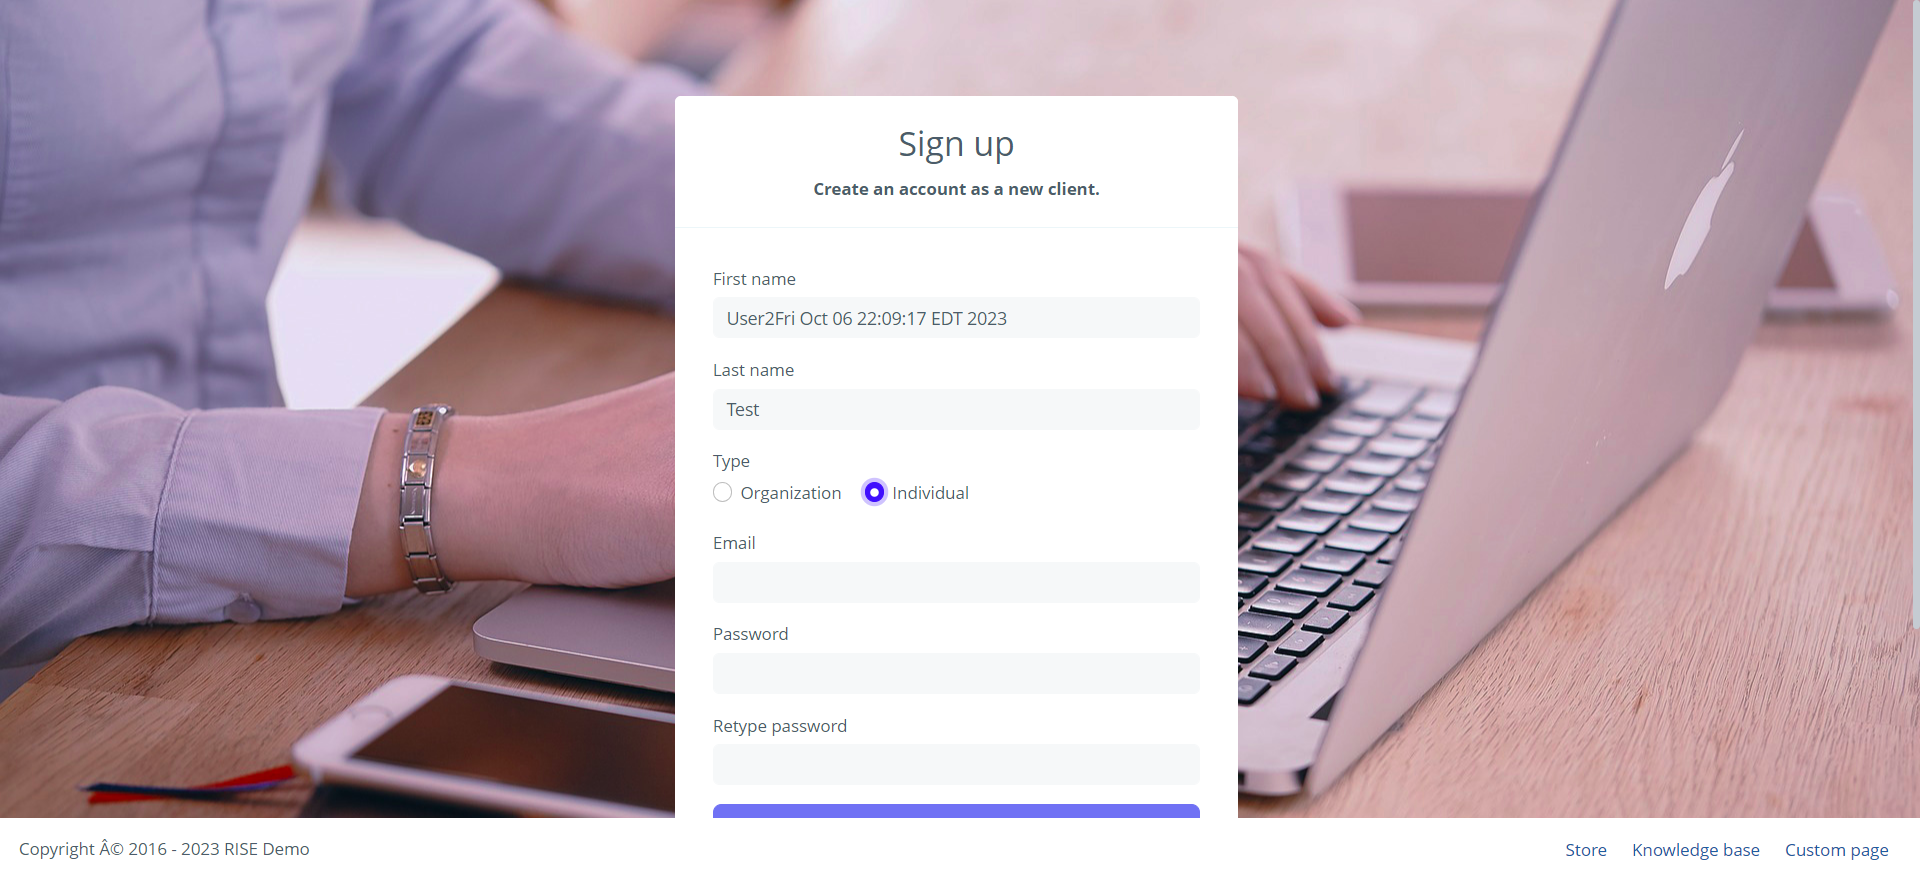 Sign up
Create an account as a new client.
First name
User2Fri Oct 06 22:09:17 EDT 2023
Last name
Test
Type
Organization Individual
Email
Password
Retype password
Copyright Â© 2016 - 2023 RISE Demo
Store Knowledge base Custom page